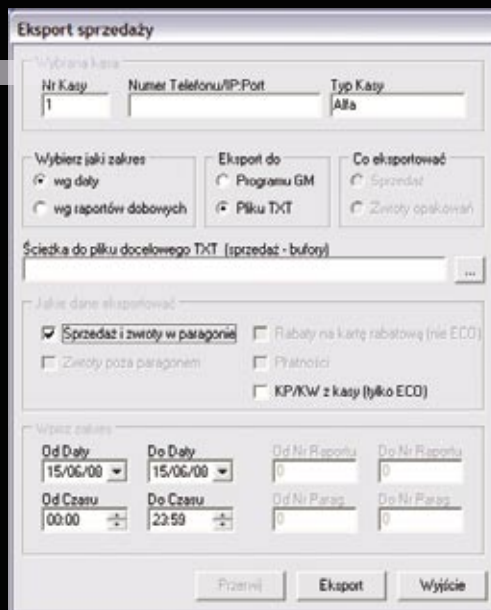 Eksport sprzedaży
Wybrana kasa
Nr Kasy Numer Telefonu/IP:Port Typ Kasy
1 Alfa
Wybierz jaki zakres Eksport do Co eksportować
wg daty Programu GM Sprzedaż
wg raportów dobowych Pliku TXT Zwroty opakowań
Ścieżka do pliku docelowego TXT (sprzedaż - bufory)
...
Jakie dane eksportować
Sprzedaż i zwroty w paragonie Rabaty na kartę rabatową (nie ECO)
Zwroty poza paragonem Płatności
KP/KW z kasy (tylko ECO)
Wpisz zakres
Od Daty Do Daty Od Nr Raportu Do Nr Raportu
15/06/08 15/06/08 0 0
Od Czasu Do Czasu Od Nr Parag. Do Nr Parag.
00:00 23:59 0 0
Przerwij Eksport Wyjście